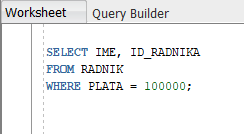 Worksheet Query Builder
SELECT IME, ID_RADNIKA
FROM RADNIK
WHERE PLATA = 100000;